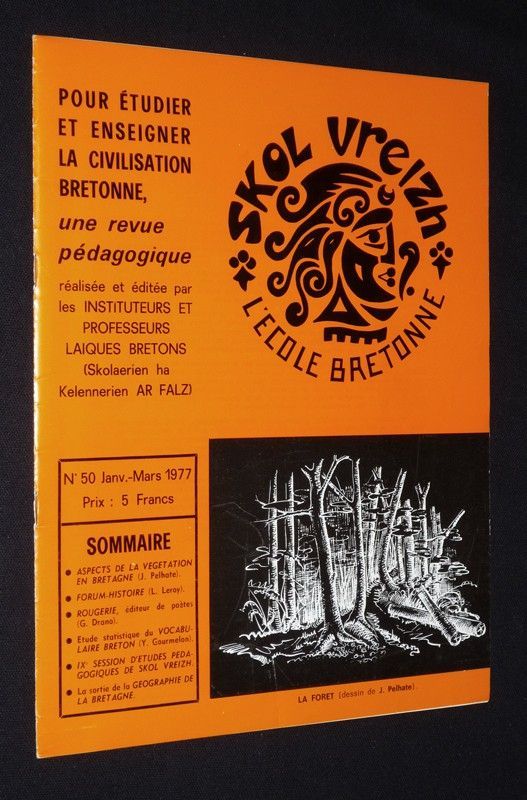 POUR ÉTUDIER
ET ENSEIGNER
LA CIVILISATION
BRETONNE,
une revue
pédagogique
réalisée et éditée par
les INSTITUTEURS ET
PROFESSEURS
LAIQUES BRETONS
(Skolaerien ha
Kelennerien AR FALZ)
SKOL Vreizh
L'ECOLE BRETONNE
N° 50 Janv.-Mars 1977
Prix : 5 Francs
SOMMAIRE
● ASPECTS DE LA VEGETATION
EN BRETAGNE (J. Pelhate).
● FORUM-HISTOIRE (L. Leroy).
● ROUGERIE, éditeur de poètes
(G. Drano).
● Etude statistique du VOCABU-
LAIRE BRETON (Y. Gourmelon).
● IXe SESSION D'ETUDES PEDA-
GOGIQUES DE SKOL VREIZH.
● La sortie de la GEOGRAPHIE DE
LA BRETAGNE.
LA FORET (dessin de J. Pelhate).